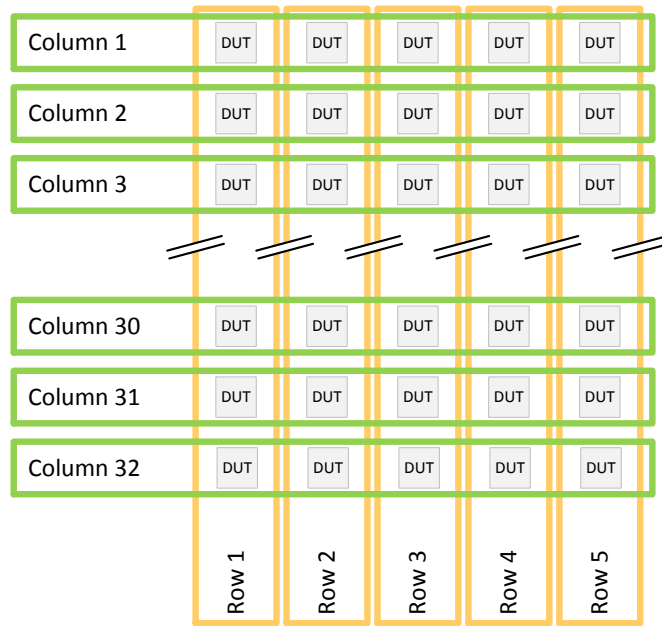 Column 1 DUT DUT DUT DUT DUT
Column 2 DUT DUT DUT DUT DUT
Column 3 DUT DUT DUT DUT DUT
Column 30 DUT DUT DUT DUT DUT
Column 31 DUT DUT DUT DUT DUT
Column 32 DUT DUT DUT DUT DUT
Row 1
Row 2
Row 3
Row 4
Row 5